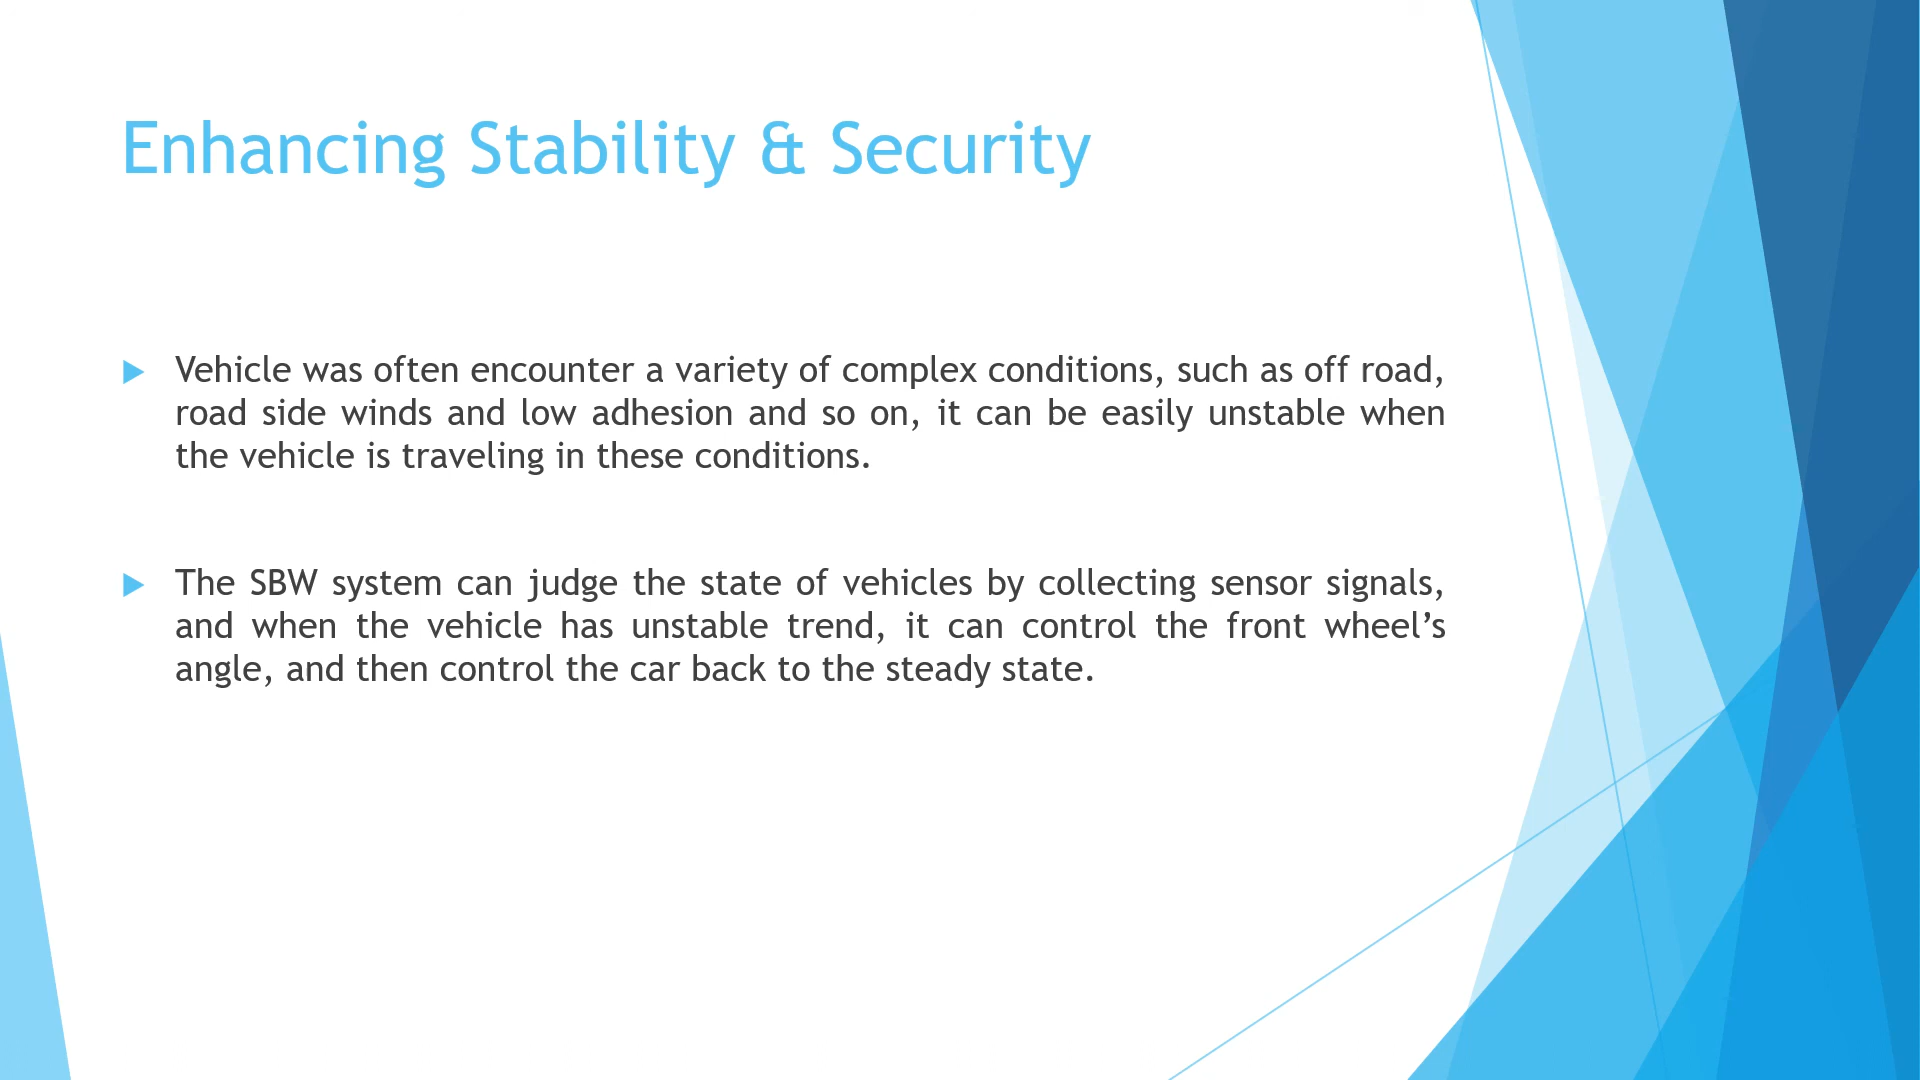 Enhancing Stability & Security
Vehicle was often encounter a variety of complex conditions, such as off road,
road side winds and low adhesion and so on, it can be easily unstable when
the vehicle is traveling in these conditions.
The SBW system can judge the state of vehicles by collecting sensor signals,
and when the vehicle has unstable trend, it can control the front wheel’s
angle, and then control the car back to the steady state.